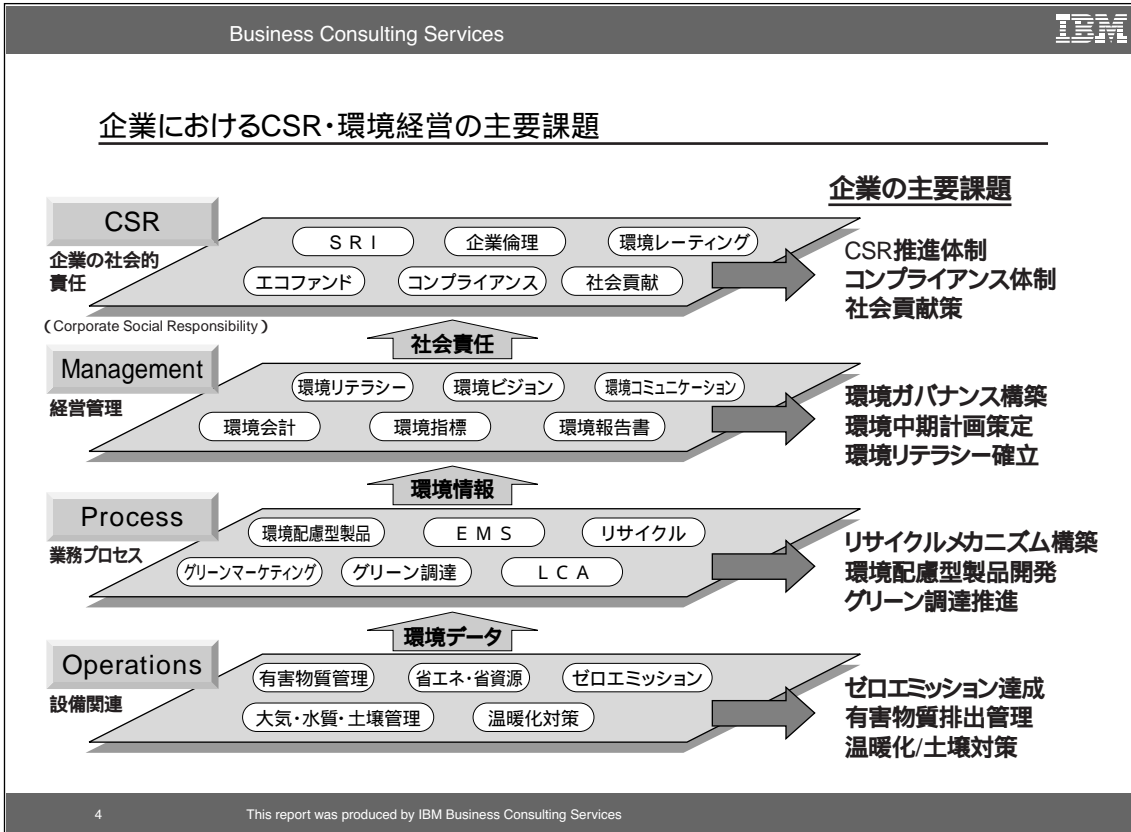 Business Consulting Services
IBM
企業におけるCSR・環境経営の主要課題
企業の主要課題
CSR
企業の社会的
責任
（Corporate Social Responsibility）
ＳＲＩ
企業倫理
環境レーティング
エコファンド
コンプライアンス
社会貢献
CSR推進体制
コンプライアンス体制
社会貢献策
社会責任
Management
経営管理
環境リテラシー
環境ビジョン
環境コミュニケーション
環境会計
環境指標
環境報告書
環境ガバナンス構築
環境中期計画策定
環境リテラシー確立
環境情報
Process
業務プロセス
環境配慮型製品
ＥＭＳ
リサイクル
グリーンマーケティング
グリーン調達
ＬＣＡ
リサイクルメカニズム構築
環境配慮型製品開発
グリーン調達推進
環境データ
Operations
設備関連
有害物質管理
省エネ・省資源
ゼロエミッション
大気・水質・土壌管理
温暖化対策
ゼロエミッション達成
有害物質排出管理
温暖化/土壌対策
4
This report was produced by IBM Business Consulting Services